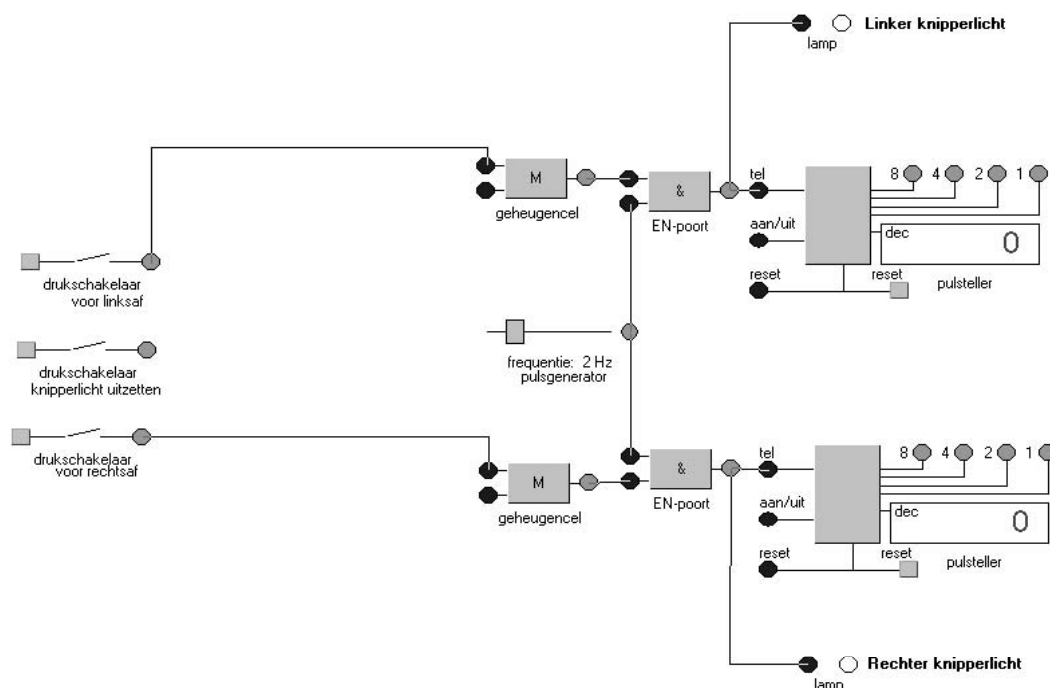 Linker knipperlicht
lamp
M
geheugencel
&
EN-poort
tel
8 4 2 1
aan/uit
dec
0
reset
reset
pulsteller
drukschakelaar
voor linksaf
drukschakelaar
knipperlicht uitzetten
frequentie: 2 Hz
pulsgenerator
drukschakelaar
voor rechtsaf
M
geheugencel
&
EN-poort
tel
8 4 2 1
aan/uit
dec
0
reset
reset
pulsteller
Rechter knipperlicht
lamp